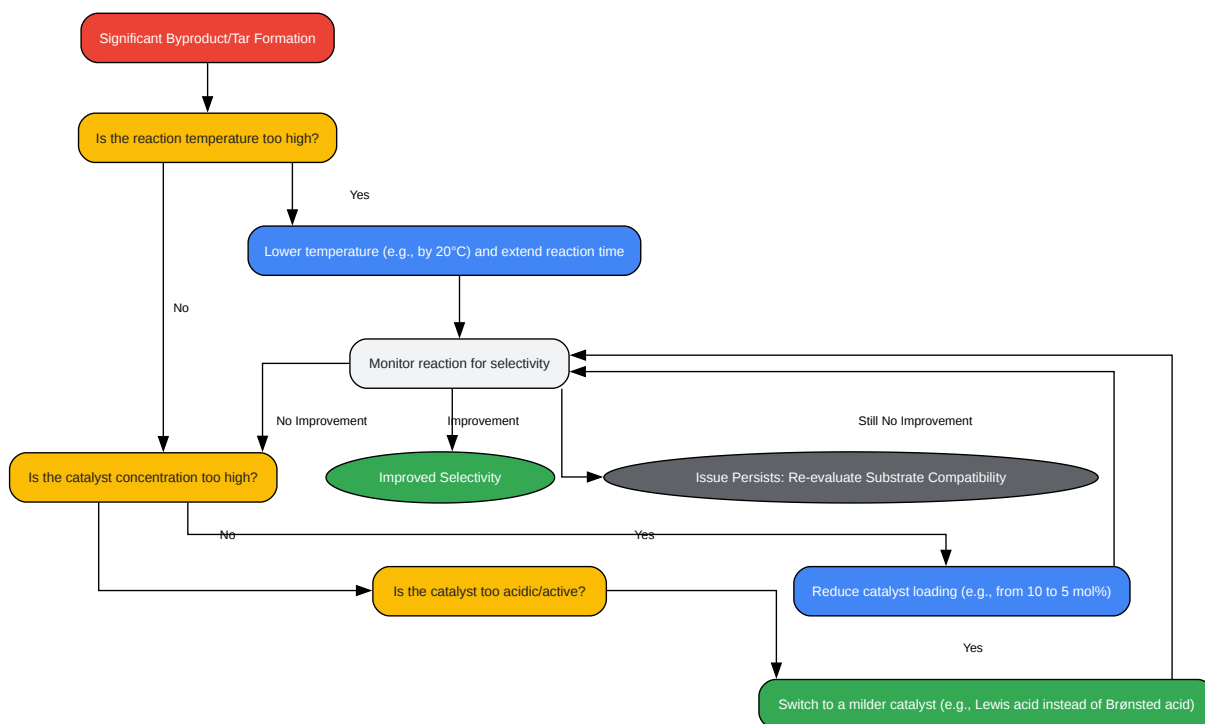 Significant Byproduct/Tar Formation
Is the reaction temperature too high?
Yes
Lower temperature (e.g., by 20°C) and extend reaction time
No
Monitor reaction for selectivity
No Improvement
Improvement
Still No Improvement
Is the catalyst concentration too high?
Improved Selectivity
Issue Persists: Re-evaluate Substrate Compatibility
No
Yes
Is the catalyst too acidic/active?
Reduce catalyst loading (e.g., from 10 to 5 mol%)
Yes
Switch to a milder catalyst (e.g., Lewis acid instead of Brønsted acid)